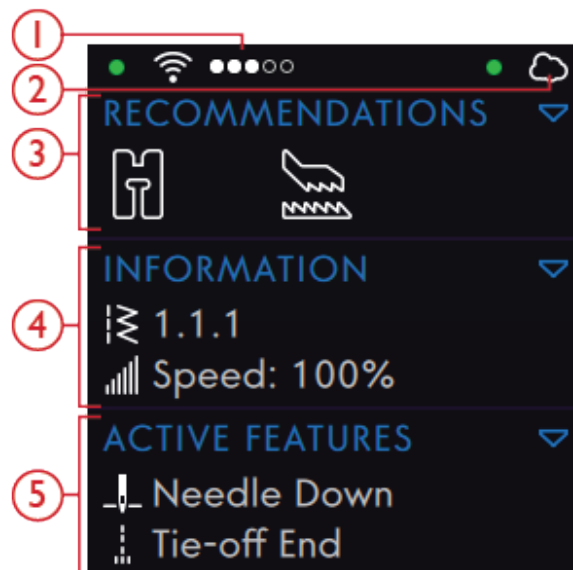 1
2
RECOMMENDATIONS
3
INFORMATION
4
1.1.1
Speed: 100%
ACTIVE FEATURES
5
Needle Down
Tie-off End